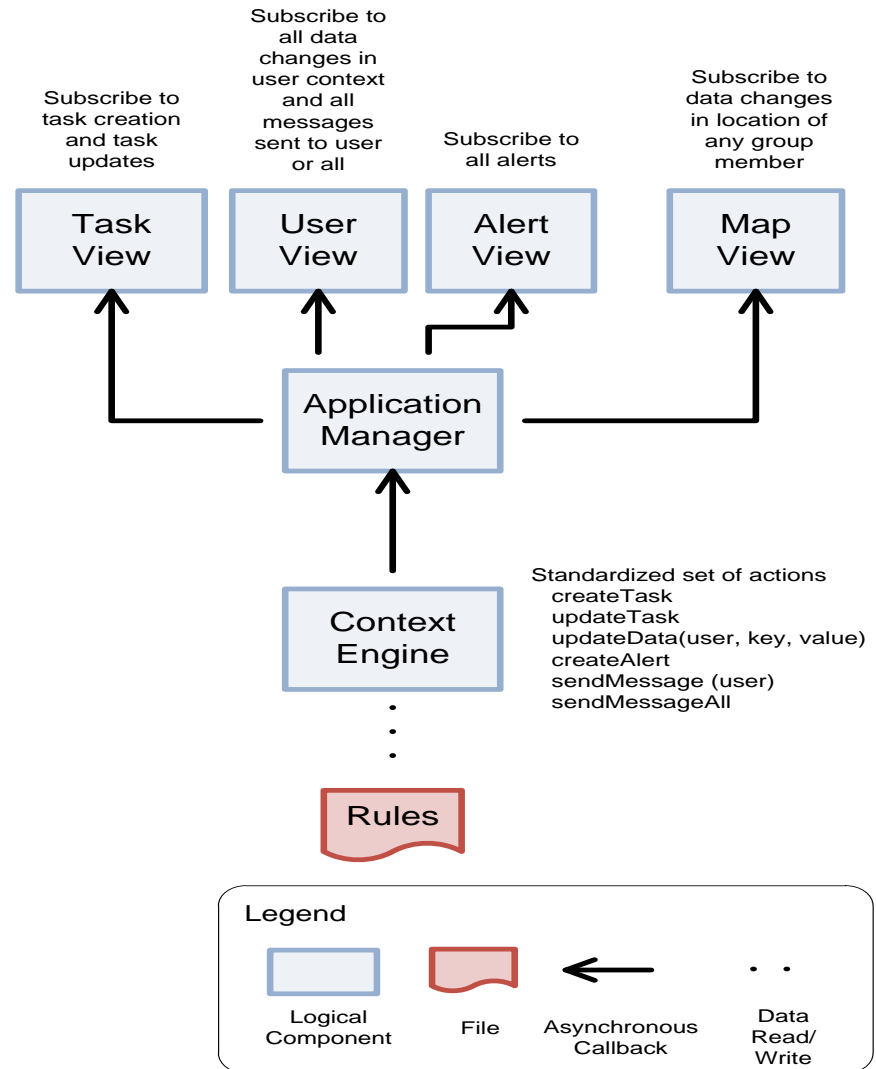 Subscribe to
task creation
and task
updates
Subscribe to
all data
changes in
user context
and all
messages
sent to user
or all
Subscribe to
all alerts
Subscribe to
data changes
in location of
any group
member
Task
View
User
View
Alert
View
Map
View
Application
Manager
Context
Engine
Standardized set of actions
createTask
updateTask
updateData(user, key, value)
createAlert
sendMessage (user)
sendMessageAll
Rules
Legend
Logical
Component
File
Asynchronous
Callback
Data
Read/
Write